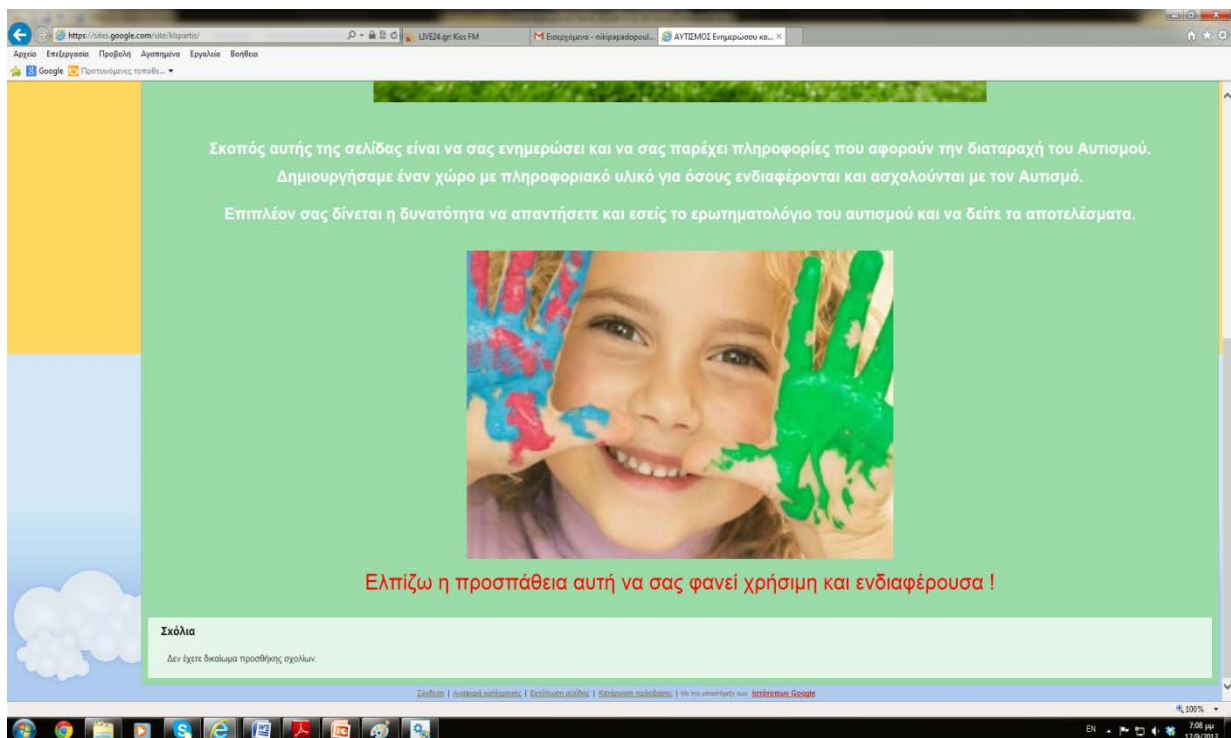 https://sites.google.com/site/klspartis/
LIVE24.gr: Kiss FM
Εισερχόμενα - nikipapadopoul...
ΑΥΤΙΣΜΟΣ Ενημερώσου κα...
Αρχείο Επεξεργασία Προβολή Αγαπημένα Εργαλεία Βοήθεια
Google Προτεινόμενες τοποθε...
Σκοπός αυτής της σελίδας είναι να σας ενημερώσει και να σας παρέχει πληροφορίες που αφορούν την διαταραχή του Αυτισμού.
Δημιουργήσαμε έναν χώρο με πληροφοριακό υλικό για όσους ενδιαφέρονται και ασχολούνται με τον Αυτισμό.
Επιπλέον σας δίνεται η δυνατότητα να απαντήσετε και εσείς το ερωτηματολόγιο του αυτισμού και να δείτε τα αποτελέσματα.
Ελπίζω η προσπάθεια αυτή να σας φανεί χρήσιμη και ενδιαφέρουσα !
Σχόλια
Δεν έχετε δικαίωμα προσθήκης σχολίων.
Σύνδεση | Αναφορά κατάχρησης | Εκτύπωση σελίδας | Κατάργηση πρόσβασης | Με την υποστήριξη των Ιστότοπων Google
100%
EN
7:08 μμ
12/9/2013